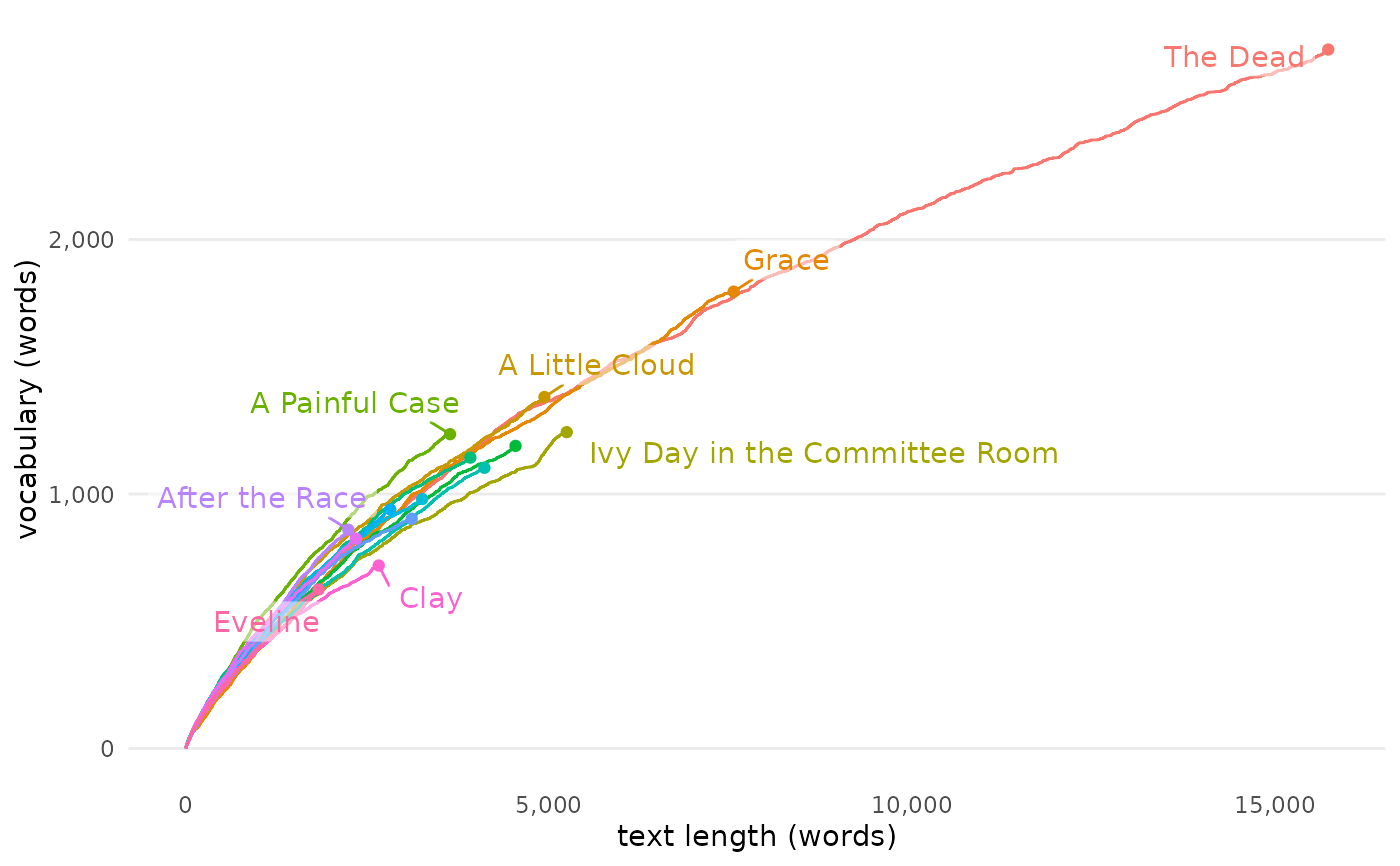 The Dead
2,000
Grace
A Little Cloud
A Painful Case
Ivy Day in the Committee Room
1,000
After the Race
Clay
Eveline
0
vocabulary (words)
0
5,000
10,000
15,000
text length (words)